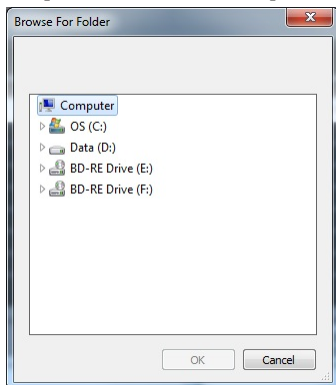 Browse For Folder
Computer
OS (C:)
Data (D:)
BD-RE Drive (E:)
BD-RE Drive (F:)
OK
Cancel